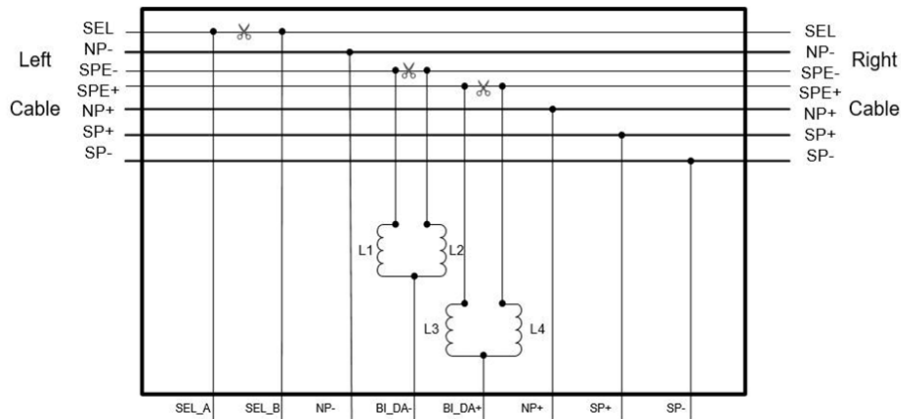 SEL SEL
NP- NP-
Left SPE- SPE- Right
SPE+ SPE+
Cable NP+ NP+ Cable
SP+ SP+
SP- SP-
L1 L2
L3 L4
SEL_A SEL_B NP- BI_DA- BI_DA+ NP+ SP+ SP-